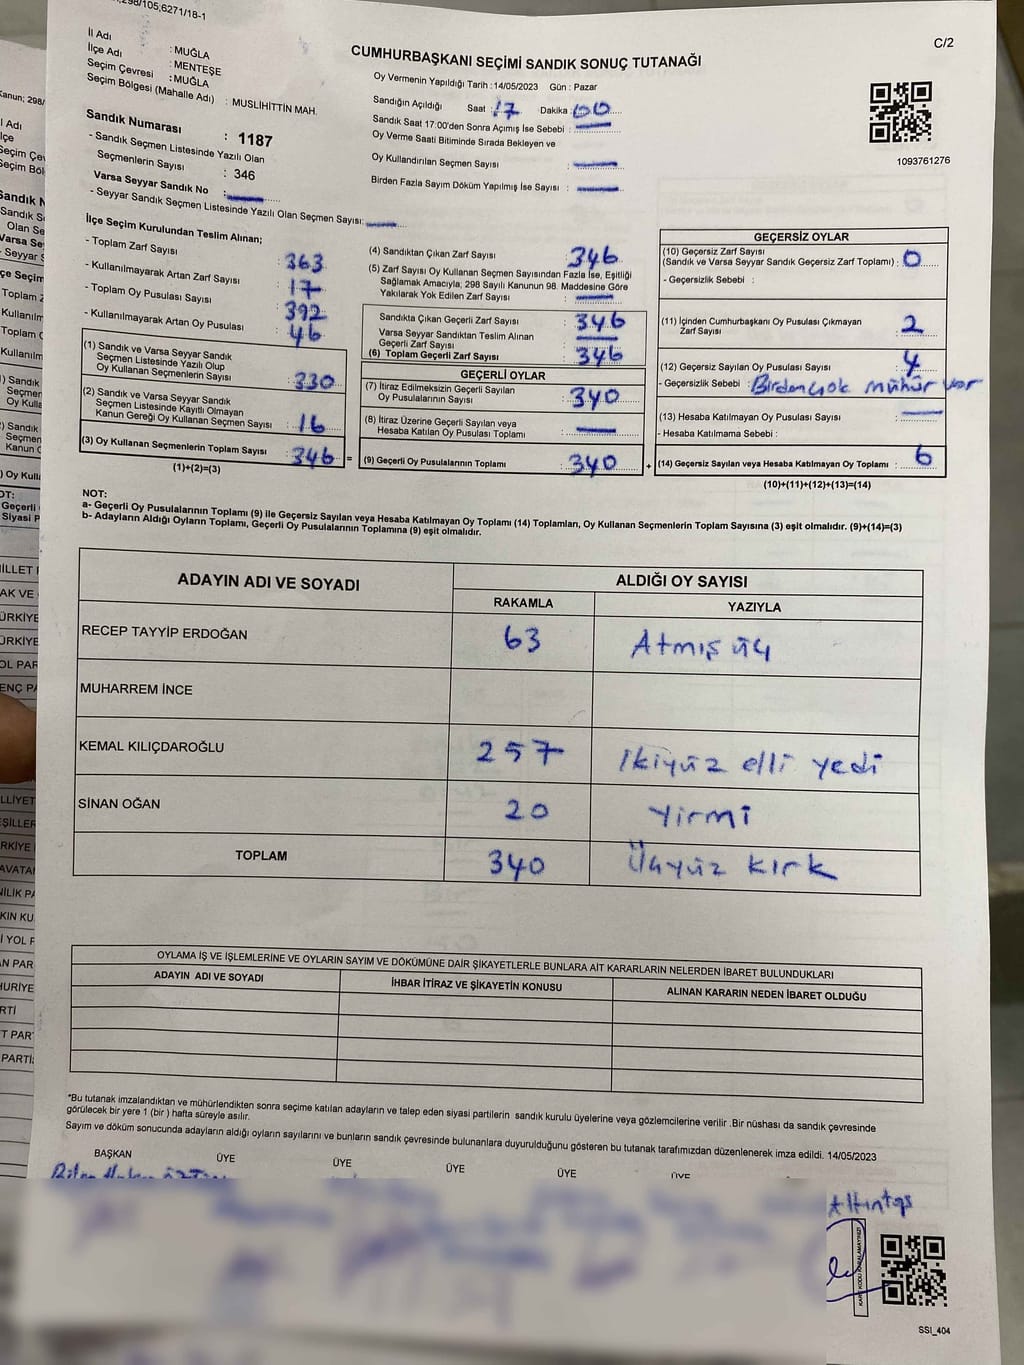 298/105,6271/18-1
C/2
İl Adı : MUĞLA
İlçe Adı : MENTEŞE
Seçim Çevresi : MUĞLA
Seçim Bölgesi (Mahalle Adı) : MUSLİHİTTİN MAH.
Sandık Numarası : 1187
- Sandık Seçmen Listesinde Yazılı Olan
Seçmenlerin Sayısı : 346
Varsa Seyyar Sandık No :
- Seyyar Sandık Seçmen Listesinde Yazılı Olan Seçmen Sayısı:
CUMHURBAŞKANI SEÇİMİ SANDIK SONUÇ TUTANAĞI
Oy Vermenin Yapıldığı Tarih : 14/05/2023 Gün : Pazar
Sandığın Açıldığı Saat : 17 Dakika : 00
Sandık Saat 17:00'den Sonra Açımış İse Sebebi :
Oy Verme Saati Bitiminde Sırada Bekleyen ve
Oy Kullandırılan Seçmen Sayısı :
Birden Fazla Sayım Döküm Yapılmış İse Sayısı :
1093761276
İlçe Seçim Kurulundan Teslim Alınan;
- Toplam Zarf Sayısı : 363
- Kullanılmayarak Artan Zarf Sayısı : 17
- Toplam Oy Pusulası Sayısı : 392
- Kullanılmayarak Artan Oy Pusulası : 46
(1) Sandık ve Varsa Seyyar Sandık
Seçmen Listesinde Yazılı Olup
Oy Kullanan Seçmenlerin Sayısı : 330
(2) Sandık ve Varsa Seyyar Sandık
Seçmen Listesinde Kayıtlı Olmayan
Kanun Gereği Oy Kullanan Seçmen Sayısı : 16
(3) Oy Kullanan Seçmenlerin Toplam Sayısı : 346 =
(1)+(2)=(3)
(4) Sandıktan Çıkan Zarf Sayısı : 346
(5) Zarf Sayısı Oy Kullanan Seçmen Sayısından Fazla İse, Eşitliği
Sağlamak Amacıyla, 298 Sayılı Kanunun 98. Maddesine Göre
Yakılarak Yok Edilen Zarf Sayısı :
Sandıkta Çıkan Geçerli Zarf Sayısı : 346
Varsa Seyyar Sandıktan Teslim Alınan
Geçerli Zarf Sayısı :
(6) Toplam Geçerli Zarf Sayısı : 346
GEÇERLİ OYLAR
(7) İtiraz Edilmeksizin Geçerli Sayılan
Oy Pusulalarının Sayısı : 340
(8) İtiraz Üzerine Geçerli Sayılan veya
Hesaba Katılan Oy Pusulası Toplamı :
(9) Geçerli Oy Pusulalarının Toplamı : 340 +
GEÇERSİZ OYLAR
(10) Geçersiz Zarf Sayısı
(Sandık ve Varsa Seyyar Sandık Geçersiz Zarf Toplamı) : 0
- Geçersizlik Sebebi :
(11) İçinden Cumhurbaşkanı Oy Pusulası Çıkmayan
Zarf Sayısı : 2
(12) Geçersiz Sayılan Oy Pusulası Sayısı : 4
- Geçersizlik Sebebi : Birden çok mühür var
(13) Hesaba Katılmayan Oy Pusulası Sayısı :
- Hesaba Katılmama Sebebi :
(14) Geçersiz Sayılan veya Hesaba Katılmayan Oy Toplamı : 6
(10)+(11)+(12)+(13)=(14)
NOT:
a- Geçerli Oy Pusulalarının Toplamı (9) ile Geçersiz Sayılan veya Hesaba Katılmayan Oy Toplamı (14) Toplamları, Oy Kullanan Seçmenlerin Toplam Sayısına (3) eşit olmalıdır. (9)+(14)=(3)
b- Adayların Aldığı Oyların Toplamı, Geçerli Oy Pusulalarının Toplamına (9) eşit olmalıdır.
ADAYIN ADI VE SOYADI ALDIĞI OY SAYISI
RAKAMLA YAZIYLA
RECEP TAYYİP ERDOĞAN 63 Atmış üç
MUHARREM İNCE
KEMAL KILIÇDAROĞLU 257 İkiyüz elli yedi
SİNAN OĞAN 20 Yirmi
TOPLAM 340 Üçyüz kırk
OYLAMA İŞ VE İŞLEMLERİNE VE OYLARIN SAYIM VE DÖKÜMÜNE DAİR ŞİKAYETLERLE BUNLARA AİT KARARLARIN NELERDEN İBARET BULUNDUKLARI
ADAYIN ADI VE SOYADI İHBAR İTİRAZ VE ŞİKAYETİN KONUSU ALINAN KARARIN NEDEN İBARET OLDUĞU
*Bu tutanak imzalandıktan ve mühürlendikten sonra seçime katılan adayların ve talep eden siyasi partilerin sandık kurulu üyelerine veya gözlemcilerine verilir .Bir nüshası da sandık çevresinde
görülecek bir yere 1 (bir ) hafta süreyle asılır.
Sayım ve döküm sonucunda adayların aldığı oyların sayılarını ve bunların sandık çevresinde bulunanlara duyurulduğunu gösteren bu tutanak tarafımızdan düzenlenerek imza edildi. 14/05/2023
BAŞKAN ÜYE ÜYE ÜYE ÜYE ÜYE
Altıntaş
KARE KODU KARALAMAYINIZ!
SSI_404